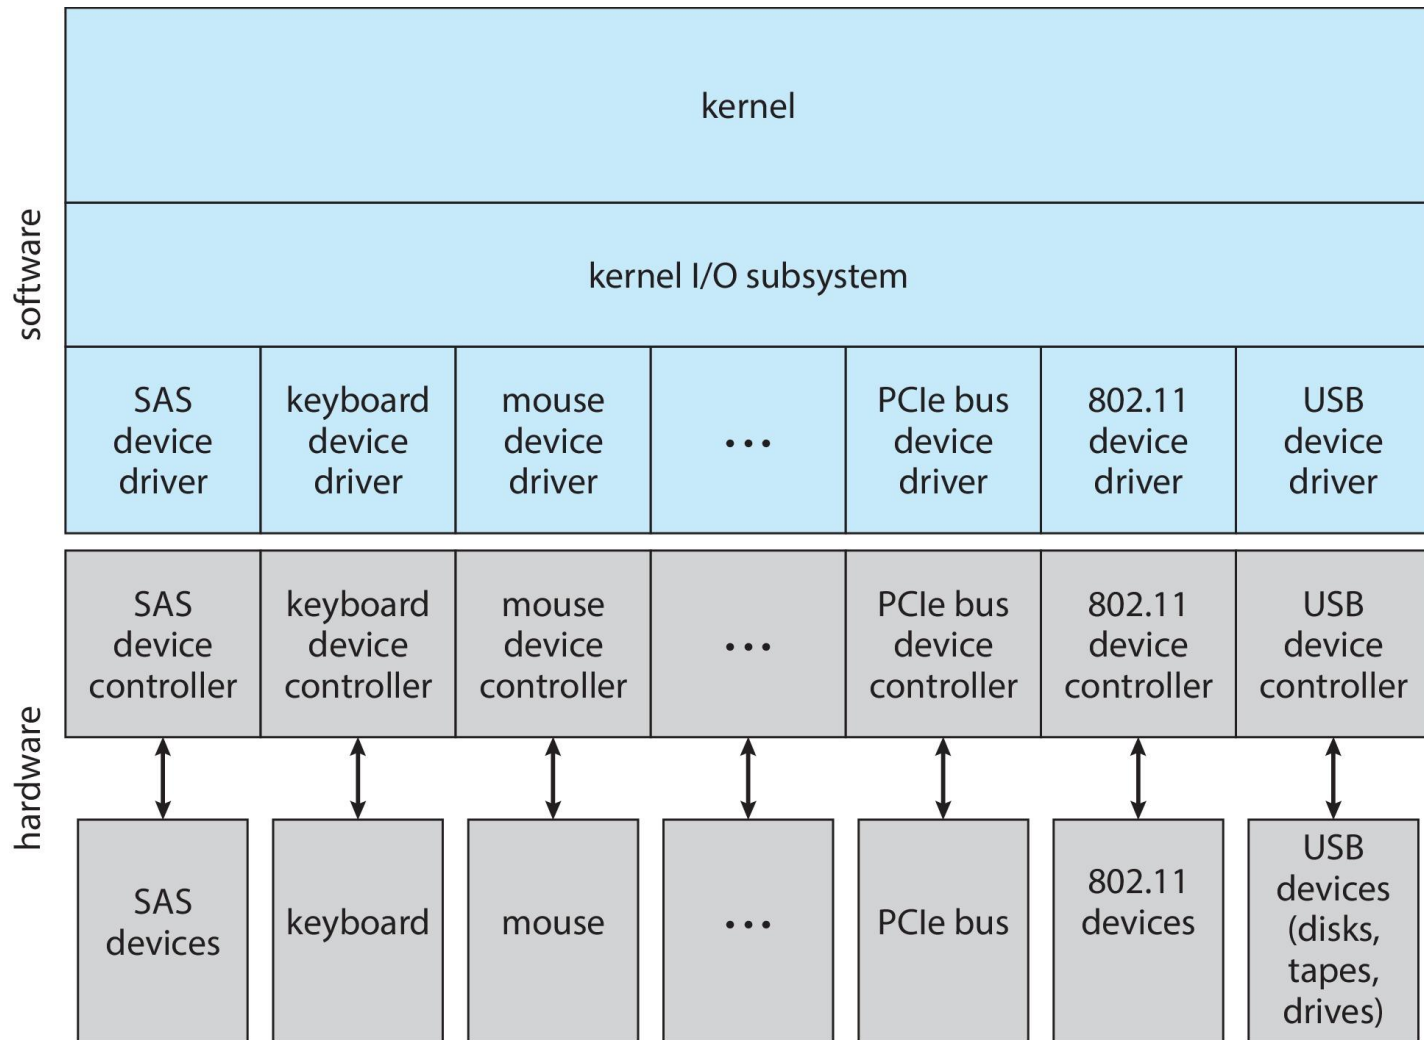 kernel
kernel I/O subsystem
software
SAS
device
driver
keyboard
device
driver
mouse
device
driver
...
PCIe bus
device
driver
802.11
device
driver
USB
device
driver
SAS
device
controller
keyboard
device
controller
mouse
device
controller
...
PCIe bus
device
controller
802.11
device
controller
USB
device
controller
hardware
SAS
devices
keyboard
mouse
...
PCIe bus
802.11
devices
USB
devices
(disks,
tapes,
drives)